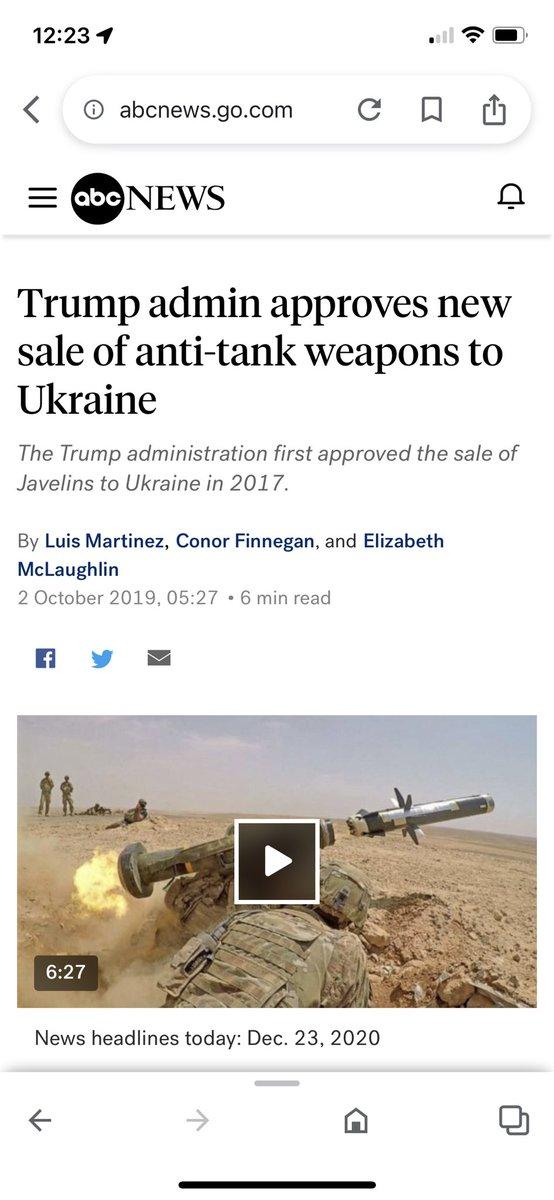 12:23
abcnews.go.com
abc NEWS
Trump admin approves new
sale of anti-tank weapons to
Ukraine
The Trump administration first approved the sale of
Javelins to Ukraine in 2017.
By Luis Martinez, Conor Finnegan, and Elizabeth
McLaughlin
2 October 2019, 05:27 • 6 min read
6:27
News headlines today: Dec. 23, 2020